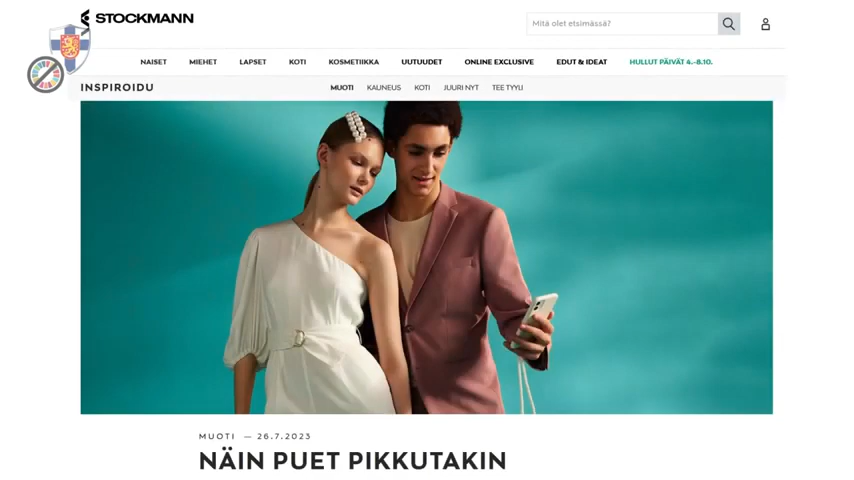 STOCKMANN
Mitä olet etsimässä?
NAISET MIEHET LAPSET KOTI KOSMETIIKKA UUTUUDET ONLINE EXCLUSIVE EDUT & IDEAT HULLUT PÄIVÄT 4.-8.10.
INSPIROIDU
MUOTI KAUNEUS KOTI JUURI NYT TEE TYYLI
MUOTI — 26.7.2023
NÄIN PUET PIKKUTAKIN